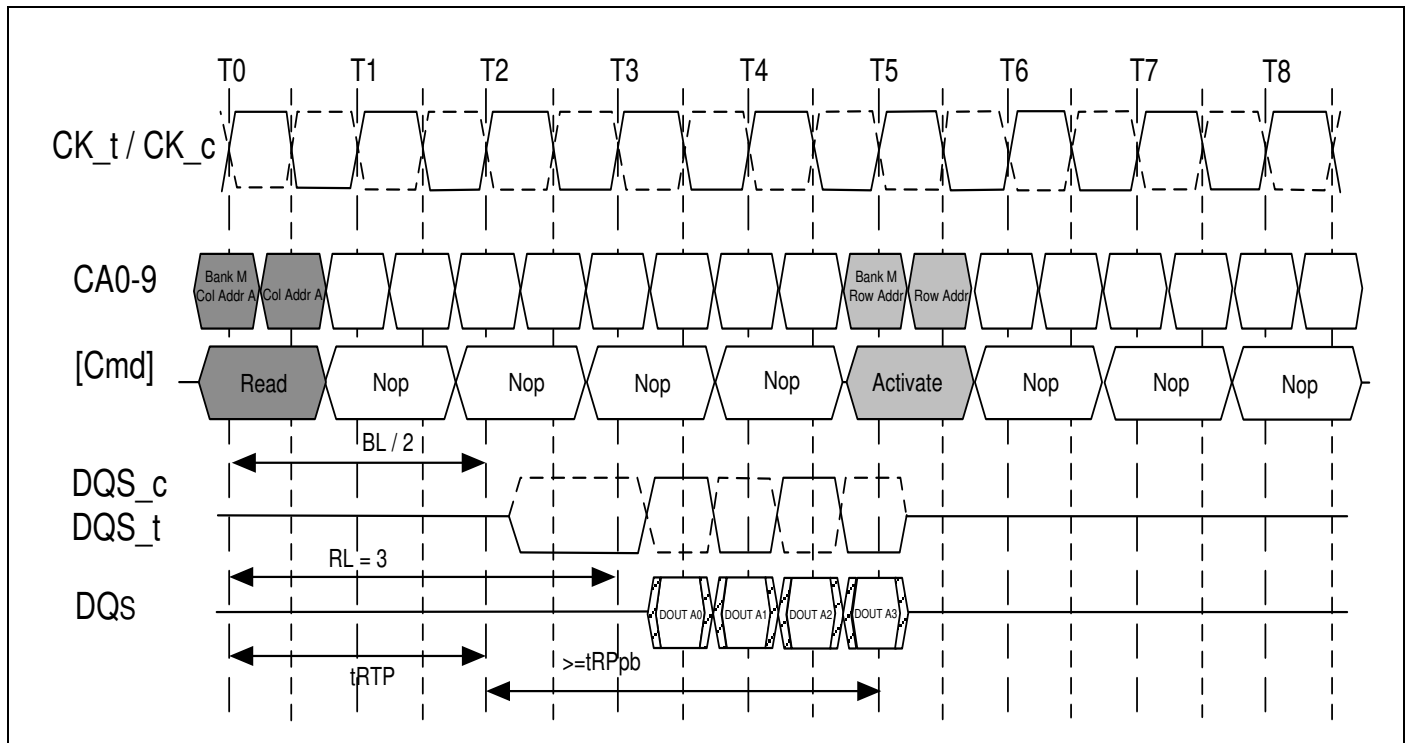 T0 T1 T2 T3 T4 T5 T6 T7 T8
CK_t / CK_c
CA0-9
Bank M
Col Addr A
Col Addr A
Bank M
Row Addr
Row Addr
[Cmd]
Read Nop Nop Nop Nop Activate Nop Nop Nop
BL / 2
DQS_c
DQS_t
RL = 3
DQs
DOUT A0 DOUT A1 DOUT A2 DOUT A3
tRTP
>=tRPpb